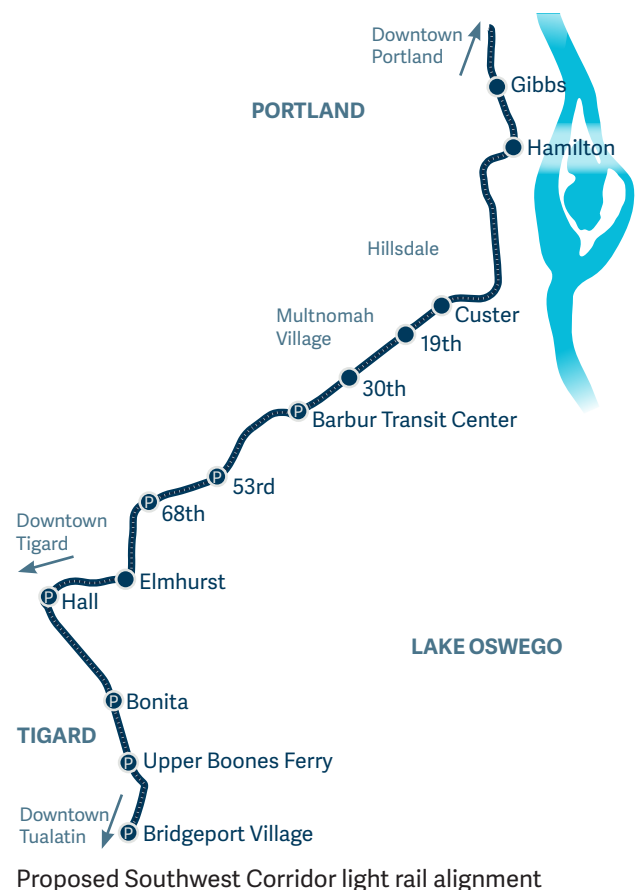 Downtown
Portland
Gibbs
PORTLAND
Hamilton
Hillsdale
Multnomah
Village
Custer
19th
30th
Barbur Transit Center
53rd
68th
Downtown
Tigard
Elmhurst
P Hall
LAKE OSWEGO
P Bonita
TIGARD
P Upper Boones Ferry
Downtown
Tualatin
P Bridgeport Village
Proposed Southwest Corridor light rail alignment